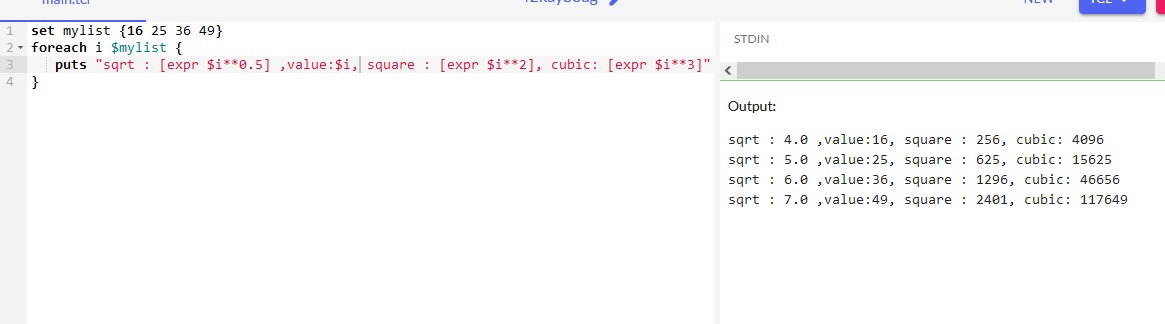 main.tcl
NEW
TCL
1 set mylist {16 25 36 49}
2 foreach i $mylist {
3 puts "sqrt : [expr $i**0.5] ,value:$i, square : [expr $i**2], cubic: [expr $i**3]"
4 }
STDIN
Output:
sqrt : 4.0 ,value:16, square : 256, cubic: 4096
sqrt : 5.0 ,value:25, square : 625, cubic: 15625
sqrt : 6.0 ,value:36, square : 1296, cubic: 46656
sqrt : 7.0 ,value:49, square : 2401, cubic: 117649